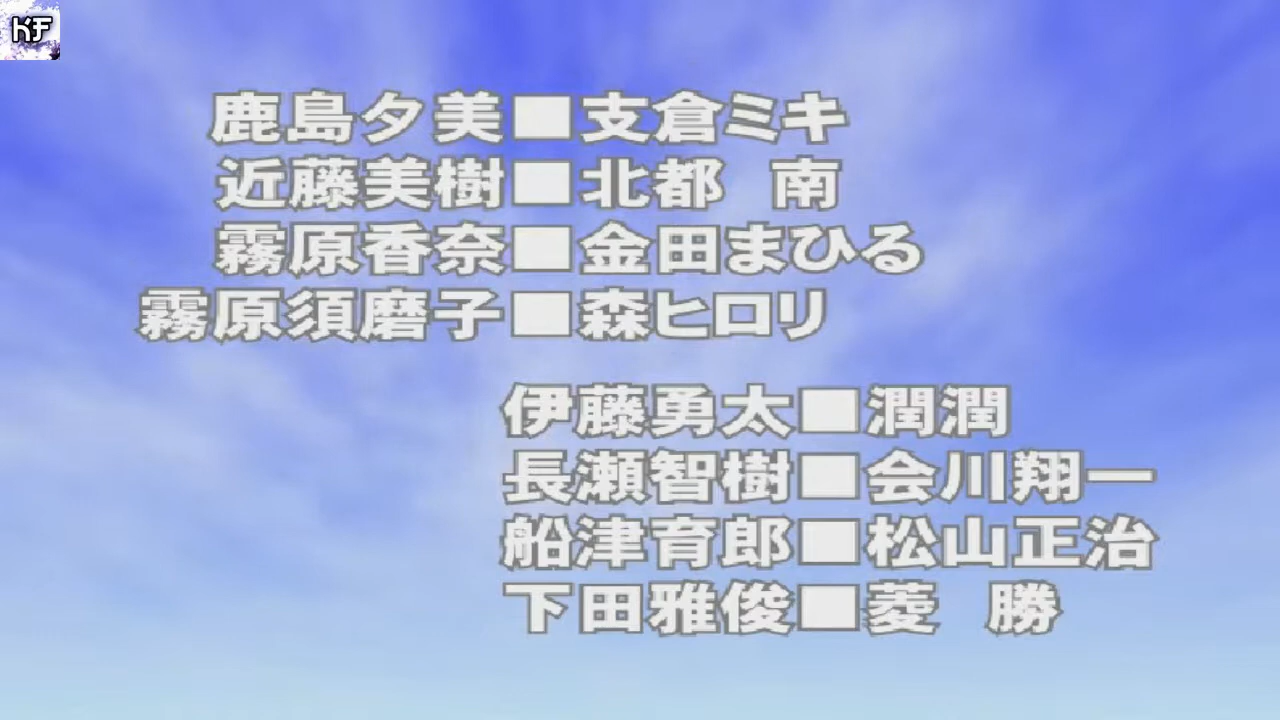 KF
鹿島夕美■支倉ミキ
近藤美樹■北都 南
霧原香奈■金田まひる
霧原須磨子■森ヒロリ
伊藤勇太■潤潤
長瀬智樹■会川翔一
船津育郎■松山正治
下田雅俊■菱 勝